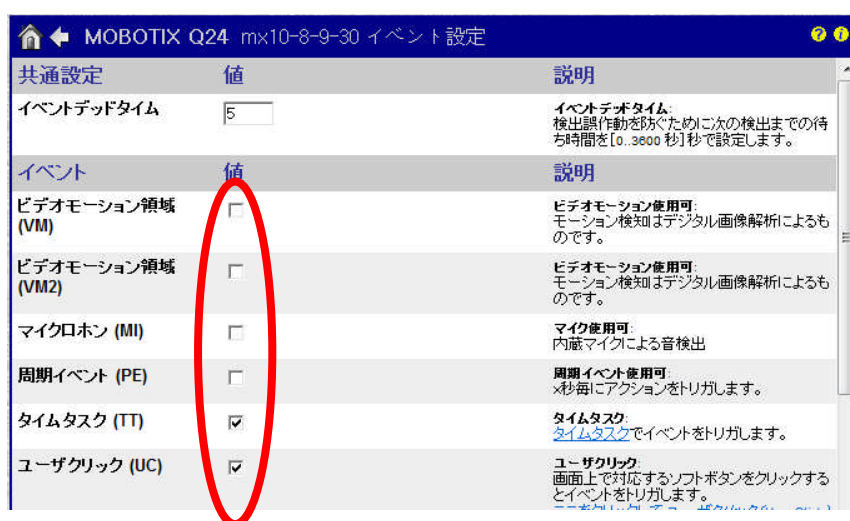 MOBOTIX Q24 mx10-8-9-30 イベント設定
共通設定 値 説明
イベントデッドタイム 5 イベントデッドタイム:
検出誤作動を防ぐために次の検出までの待
ち時間を[0..3600 秒]秒で設定します。
イベント 値 説明
ビデオモーション領域
(VM)
ビデオモーション使用可:
モーション検知はデジタル画像解析によるも
のです。
ビデオモーション領域
(VM2)
ビデオモーション使用可:
モーション検知はデジタル画像解析によるも
のです。
マイクロホン (MI)
マイク使用可:
内蔵マイクによる音検出
周期イベント (PE)
周期イベント使用可:
x秒毎にアクションをトリガします。
タイムタスク (TT)
タイムタスク:
タイムタスクでイベントをトリガします。
ユーザクリック (UC)
ユーザクリック:
画面上で対応するソフトボタンをクリックする
とイベントをトリガします。